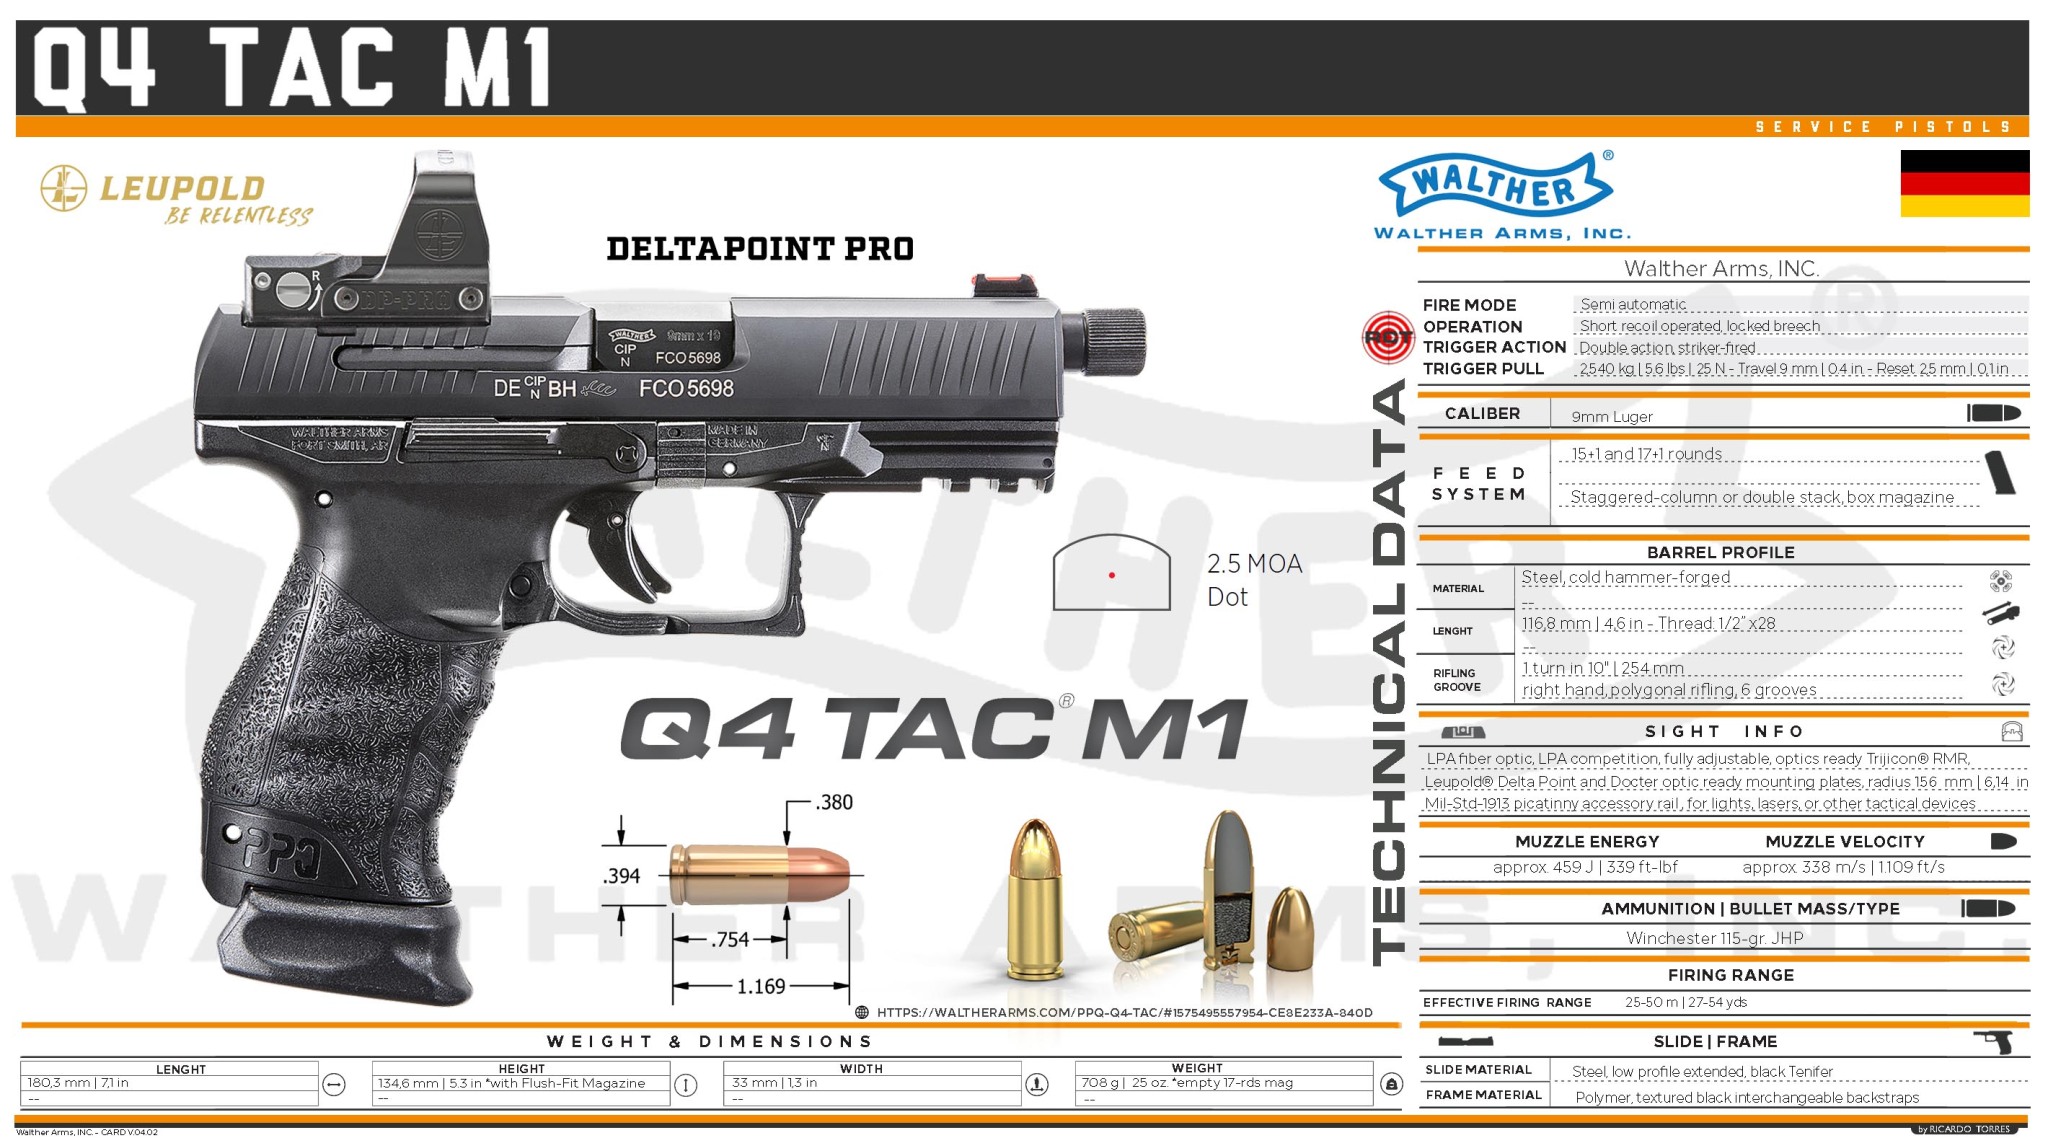 Q4 TAC M1
SERVICE PISTOLS
LEUPOLD
BE RELENTLESS
DELTAPOINT PRO
R
DP-PRO
WALTHER 9mm x 19
CIP
N
FCO5698
DE CIP N BH FCO5698
WALTHER ARMS
FORT SMITH, AR
MADE IN
GERMANY
PPQ
2.5 MOA
Dot
Q4 TAC® M1
.380
.394
.754
1.169
HTTPS://WALTHERARMS.COM/PPQ-Q4-TAC/#1575495557954-CE8E233A-840D
WALTHER®
WALTHER ARMS, INC.
Walther Arms, INC.
TECHNICAL DATA
FIRE MODE Semi automatic
OPERATION Short recoil operated, locked breech
TRIGGER ACTION Double action, striker-fired
TRIGGER PULL 2,540 kg | 5.6 lbs | 25 N - Travel 9 mm | 0.4 in - Reset 2,5 mm | 0,1 in
CALIBER 9mm Luger
FEED
SYSTEM
15+1 and 17+1 rounds
Staggered-column or double stack, box magazine
BARREL PROFILE
MATERIAL Steel, cold hammer-forged
--
LENGHT 116,8 mm | 4,6 in - Thread: 1/2" x28
--
RIFLING
GROOVE
1 turn in 10" | 254 mm
right hand, polygonal rifling, 6 grooves
SIGHT INFO
LPA fiber optic, LPA competition, fully adjustable, optics ready Trijicon® RMR,
Leupold® Delta Point and Docter optic ready mounting plates, radius 156 mm | 6,14 in
Mil-Std-1913 picatinny accessory rail, for lights, lasers, or other tactical devices
MUZZLE ENERGY MUZZLE VELOCITY
approx. 459 J | 339 ft-lbf approx. 338 m/s | 1.109 ft/s
AMMUNITION | BULLET MASS/TYPE
Winchester 115-gr. JHP
FIRING RANGE
EFFECTIVE FIRING RANGE 25-50 m | 27-54 yds
SLIDE | FRAME
SLIDE MATERIAL Steel, low profile extended, black Tenifer
FRAME MATERIAL Polymer, textured black interchangeable backstraps
WEIGHT & DIMENSIONS
LENGHT HEIGHT WIDTH WEIGHT
180,3 mm | 7,1 in 134,6 mm | 5.3 in *with Flush-Fit Magazine 33 mm | 1,3 in 708 g | 25 oz. *empty 17-rds mag
-- -- -- --
WALTHER
WALTHER ARMS, INC.
Walther Arms, INC. - CARD V.04.02
by RICARDO TORRES